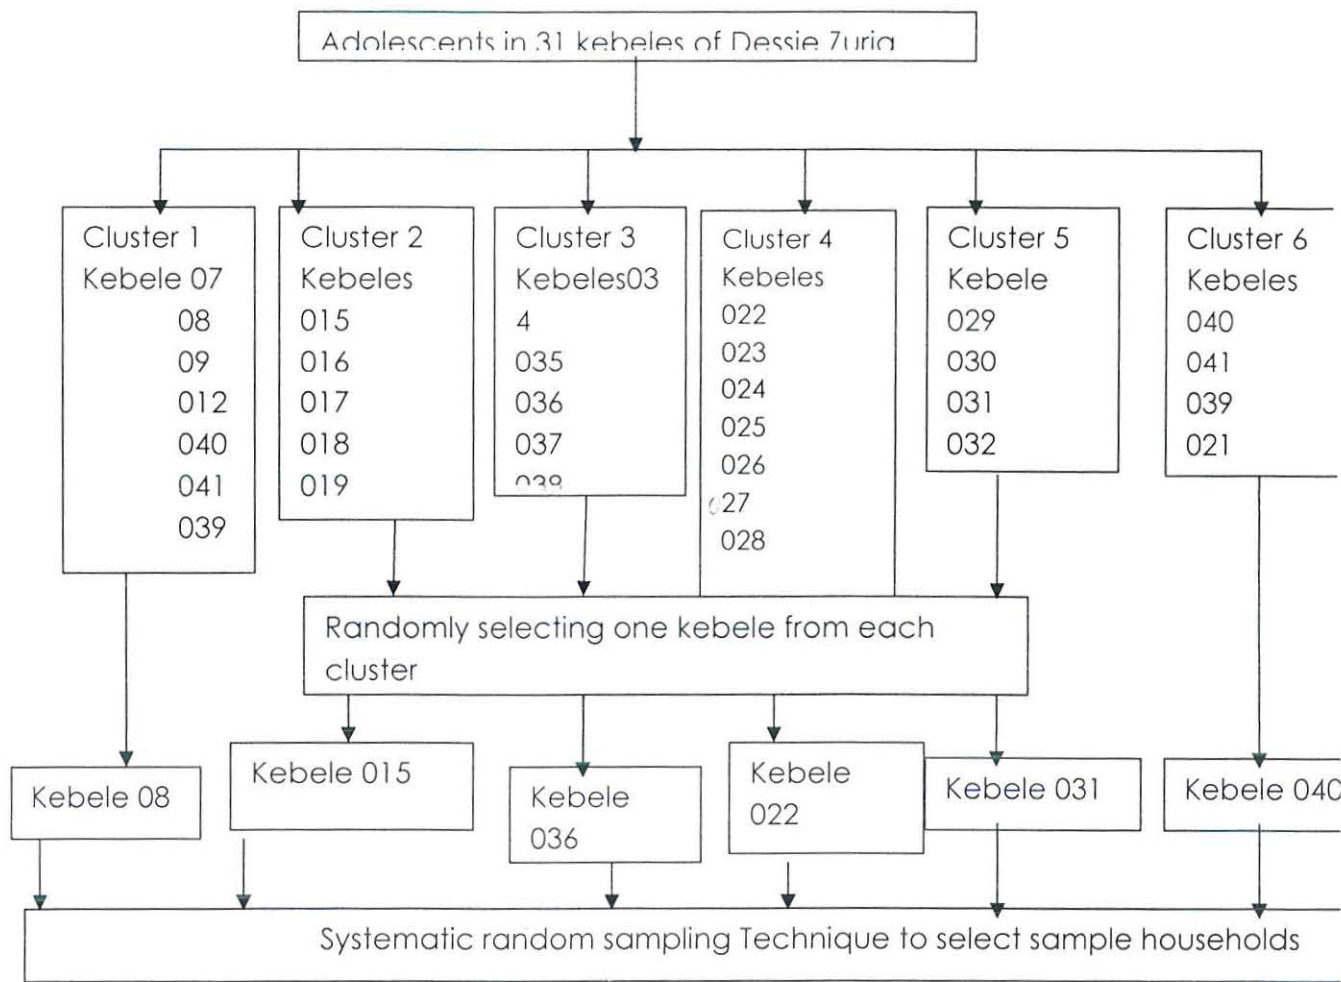 Adolescents in 31 kebeles of Dessie Zuria
Cluster 1
Kebele 07
08
09
012
040
041
039
Cluster 2
Kebeles
015
016
017
018
019
Cluster 3
Kebeles03
4
035
036
037
038
Cluster 4
Kebeles
022
023
024
025
026
027
028
Cluster 5
Kebele
029
030
031
032
Cluster 6
Kebeles
040
041
039
021
Randomly selecting one kebele from each
cluster
Kebele 08
Kebele 015
Kebele
036
Kebele
022
Kebele 031
Kebele 040
Systematic random sampling Technique to select sample households